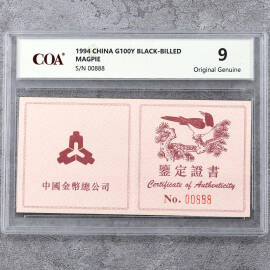 COA
1994 CHINA G100Y BLACK-BILLED
MAGPIE
S/N 00888
9
Original Genuine
中國金幣總公司
鑒定證書
Certificate of Authenticity
No. 00888